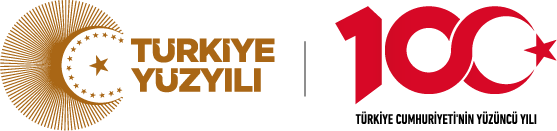 TÜRKİYE
YÜZYILI
100
TÜRKİYE CUMHURİYETİ'NİN YÜZÜNCÜ YILI